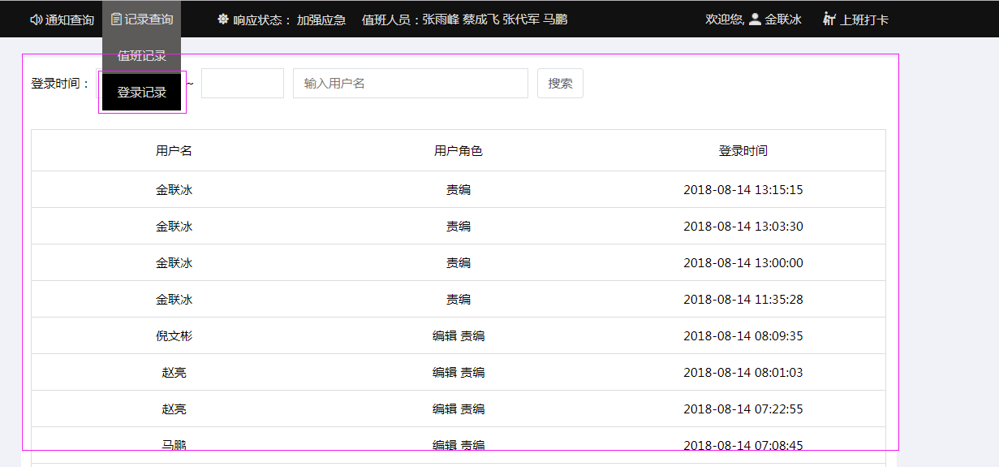 通知查询 记录查询 响应状态： 加强应急 值班人员：张雨峰 蔡成飞 张代军 马鹏 欢迎您, 金联冰 上班打卡
值班记录
登录记录
登录时间： ~ 输入用户名 搜索
用户名 用户角色 登录时间
金联冰 责编 2018-08-14 13:15:15
金联冰 责编 2018-08-14 13:03:30
金联冰 责编 2018-08-14 13:00:00
金联冰 责编 2018-08-14 11:35:28
倪文彬 编辑 责编 2018-08-14 08:09:35
赵亮 编辑 责编 2018-08-14 08:01:03
赵亮 编辑 责编 2018-08-14 07:22:55
马鹏 编辑 责编 2018-08-14 07:08:45